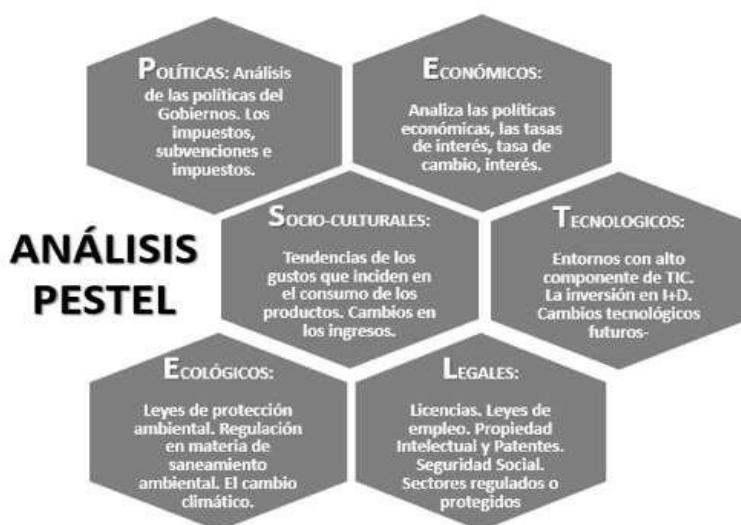 POLÍTICAS: Análisis
de las políticas del
Gobiernos. Los
impuestos,
subvenciones e
impuestos.
ECONÓMICOS:
Analiza las políticas
económicas, las tasas
de interés, tasa de
cambio, interés.
ANÁLISIS
PESTEL
SOCIO-CULTURALES:
Tendencias de los
gustos que inciden en
el consumo de los
productos. Cambios en
los ingresos.
TECNOLOGICOS:
Entornos con alto
componente de TIC.
La inversión en I+D.
Cambios tecnológicos
futuros-
ECOLÓGICOS:
Leyes de protección
ambiental. Regulación
en materia de
saneamiento
ambiental. El cambio
climático.
LEGALES:
Licencias. Leyes de
empleo. Propiedad
Intelectual y Patentes.
Seguridad Social.
Sectores regulados o
protegidos